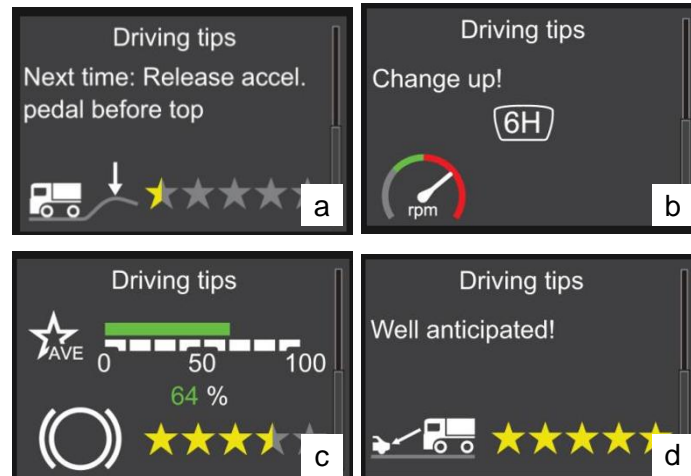 Driving tips
Next time: Release accel.
pedal before top
a
Driving tips
Change up!
6H
rpm
b
Driving tips
AVE
0 50 100
64 %
c
Driving tips
Well anticipated!
d